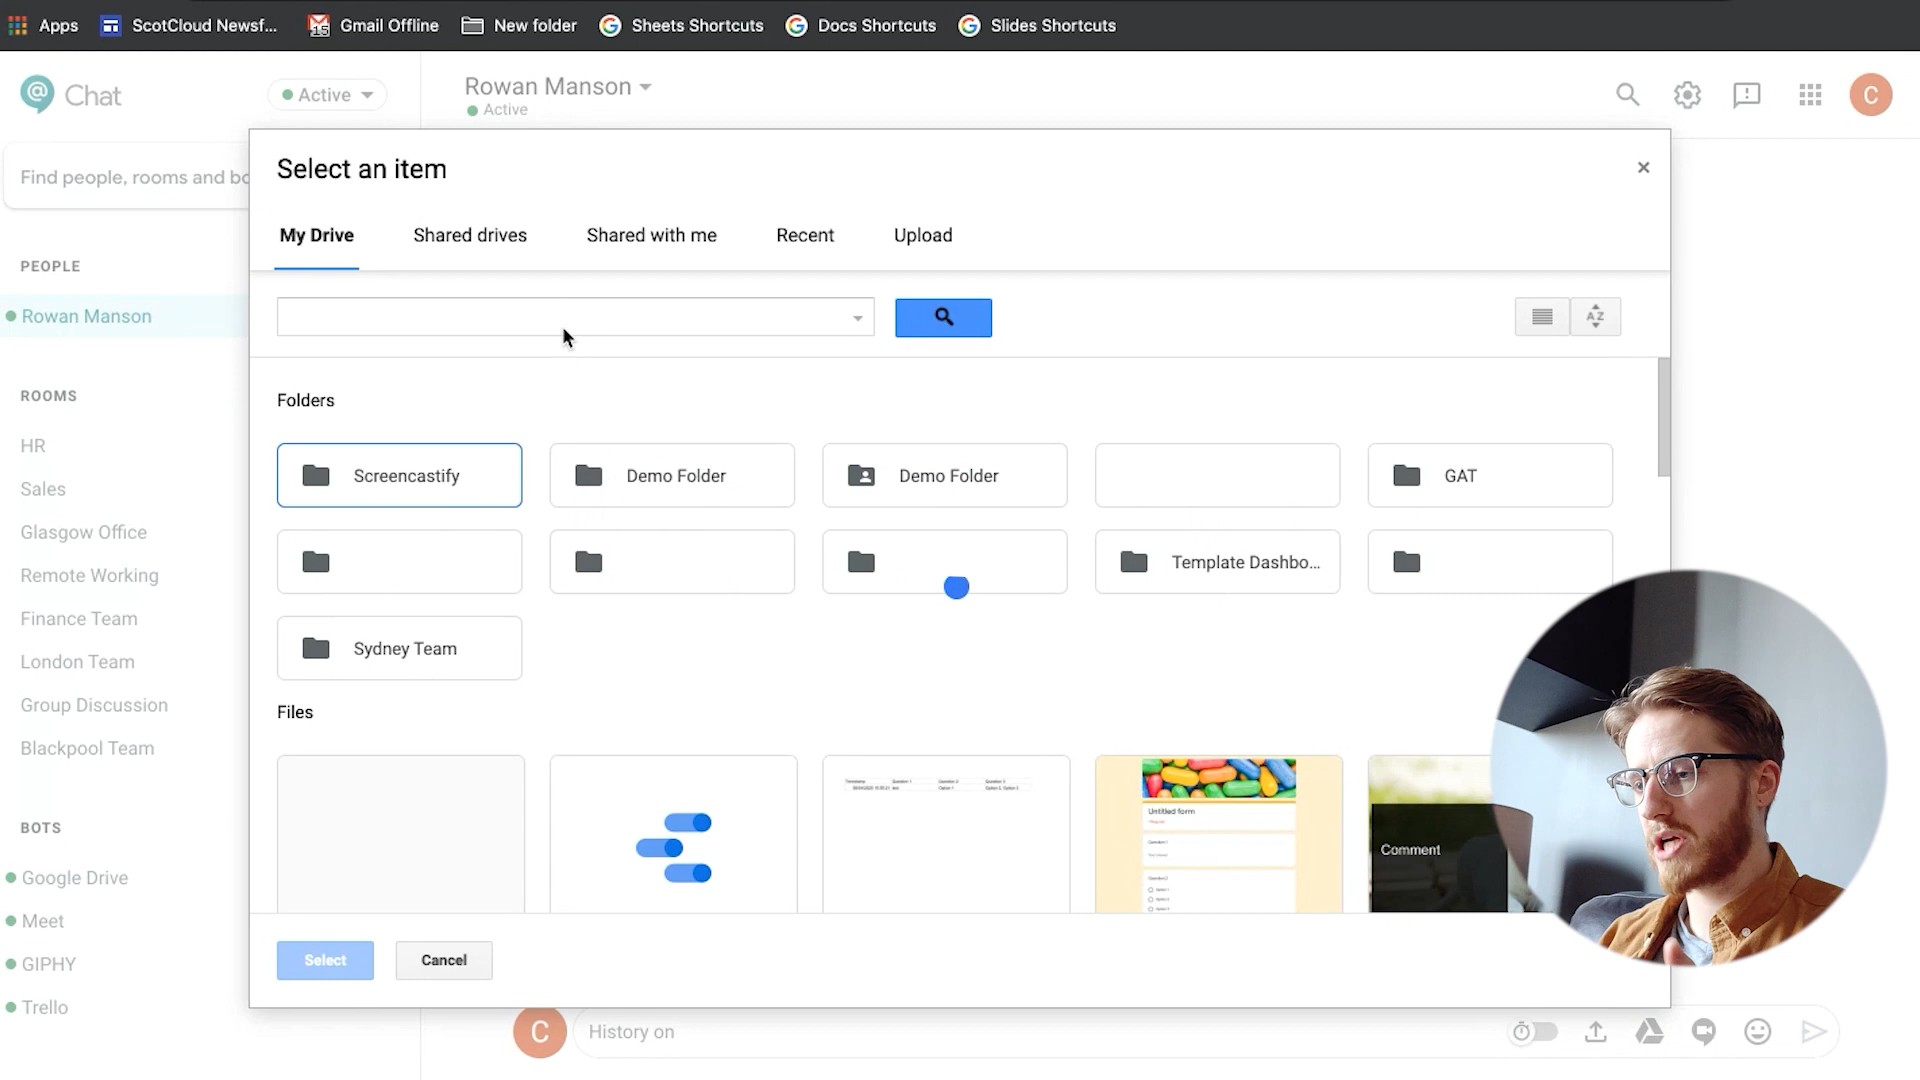 Apps
ScotCloud Newsf...
Gmail Offline
New folder
Sheets Shortcuts
Docs Shortcuts
Slides Shortcuts
Chat
Active
Rowan Manson
Active
C
Find people, rooms and bo
PEOPLE
Rowan Manson
ROOMS
HR
Sales
Glasgow Office
Remote Working
Finance Team
London Team
Group Discussion
Blackpool Team
BOTS
Google Drive
Meet
GIPHY
Trello
Select an item
×
My Drive
Shared drives
Shared with me
Recent
Upload
AZ
Folders
Screencastify
Demo Folder
Demo Folder
GAT
Template Dashbo...
Sydney Team
Files
Untitled form
Comment
Select
Cancel
C
History on